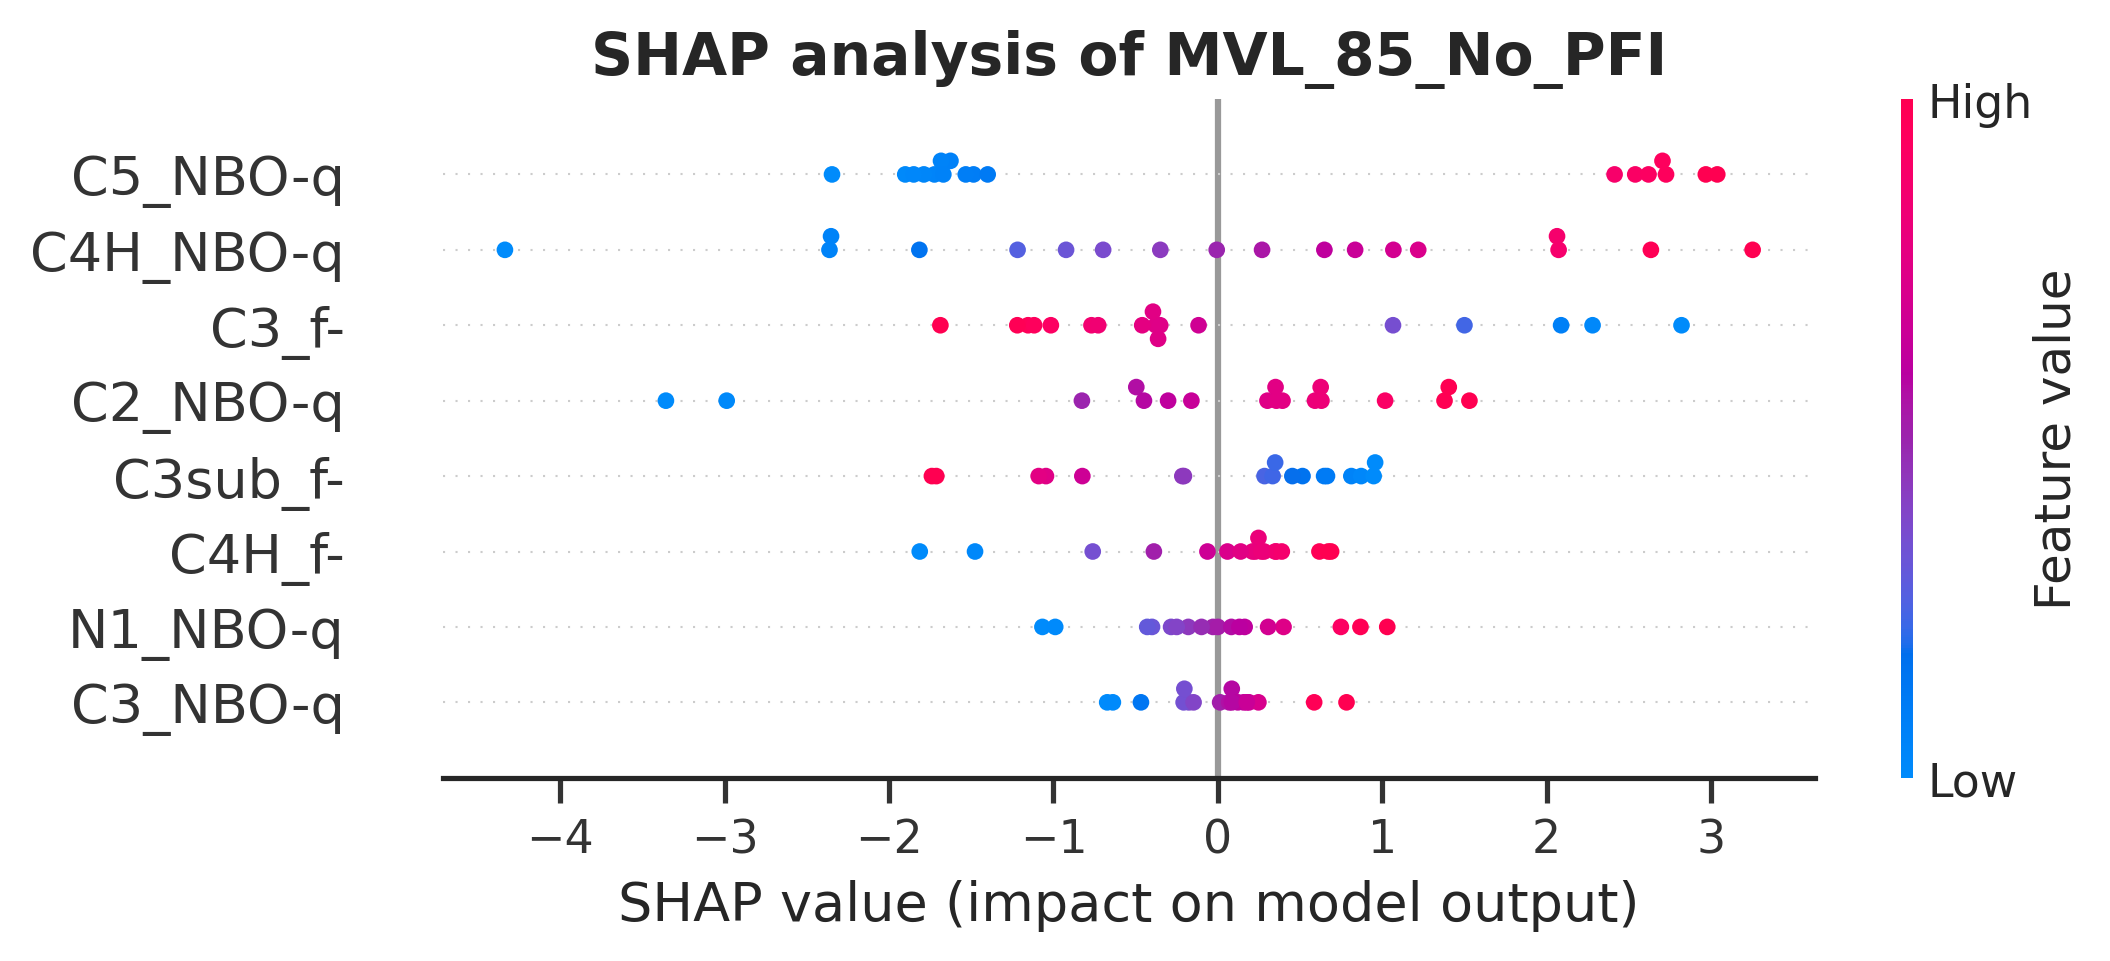 SHAP analysis of MVL_85_No_PFI
High
C5_NBO-q
C4H_NBO-q
C3_f-
C2_NBO-q
C3sub_f-
C4H_f-
N1_NBO-q
C3_NBO-q
Feature value
Low
−4 −3 −2 −1 0 1 2 3
SHAP value (impact on model output)